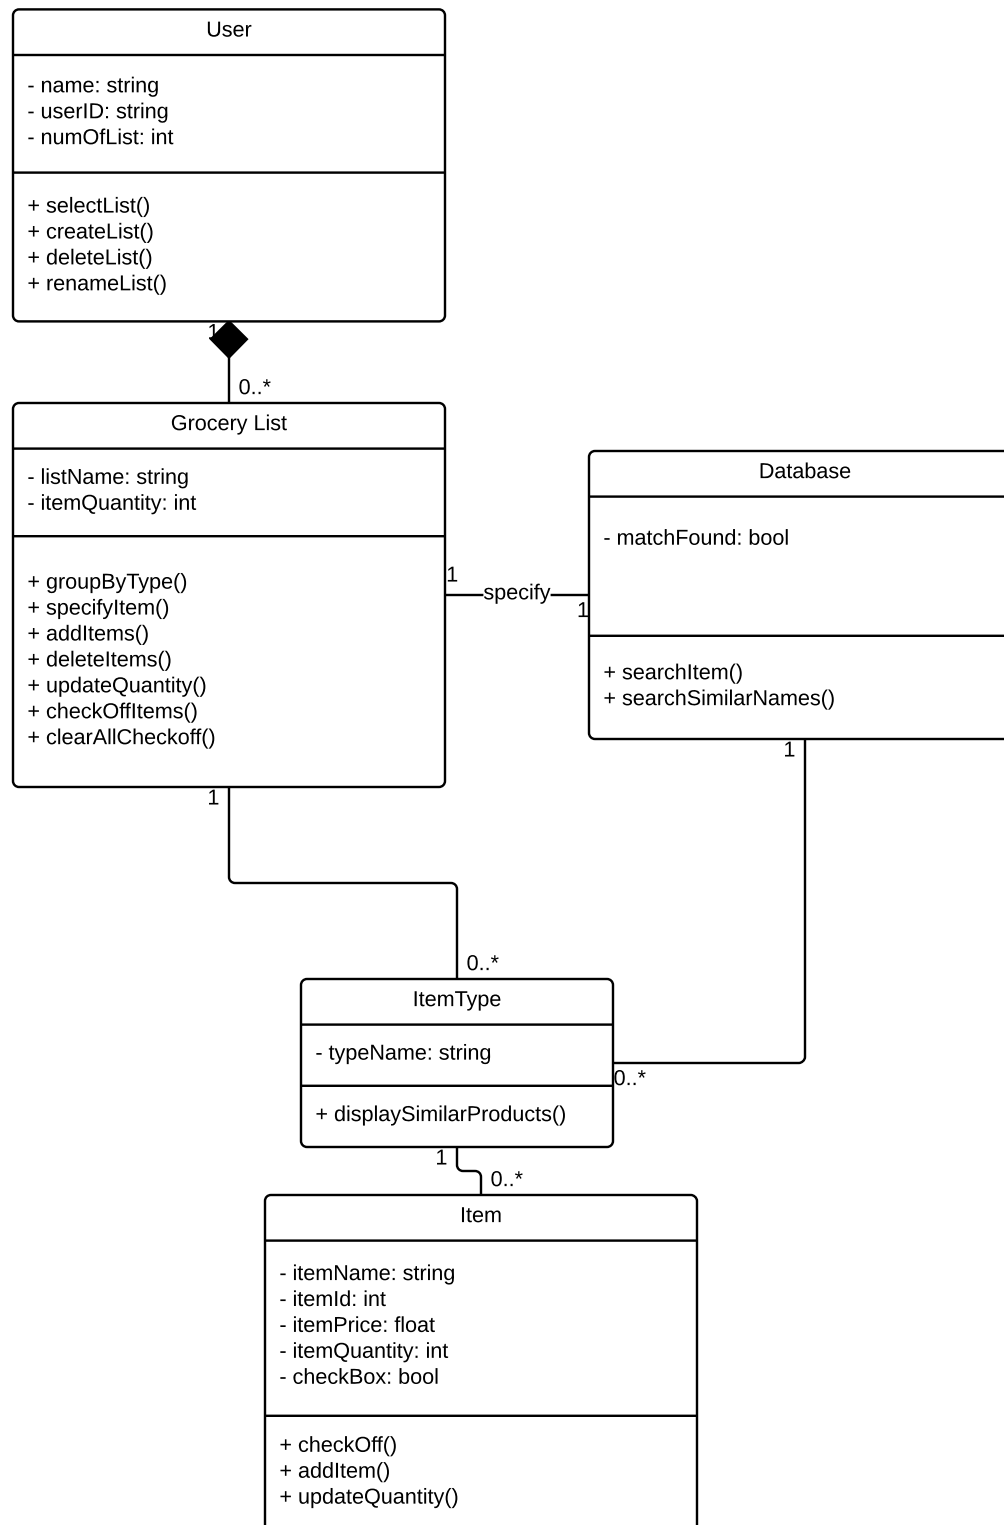 User
- name: string
- userID: string
- numOfList: int
+ selectList()
+ createList()
+ deleteList()
+ renameList()
1
0..*
Grocery List
- listName: string
- itemQuantity: int
+ groupByType()
+ specifyItem()
+ addItems()
+ deleteItems()
+ updateQuantity()
+ checkOffItems()
+ clearAllCheckoff()
1
specify
1
Database
- matchFound: bool
+ searchItem()
+ searchSimilarNames()
1
1
0..*
ItemType
- typeName: string
+ displaySimilarProducts()
0..*
1
0..*
Item
- itemName: string
- itemId: int
- itemPrice: float
- itemQuantity: int
- checkBox: bool
+ checkOff()
+ addItem()
+ updateQuantity()